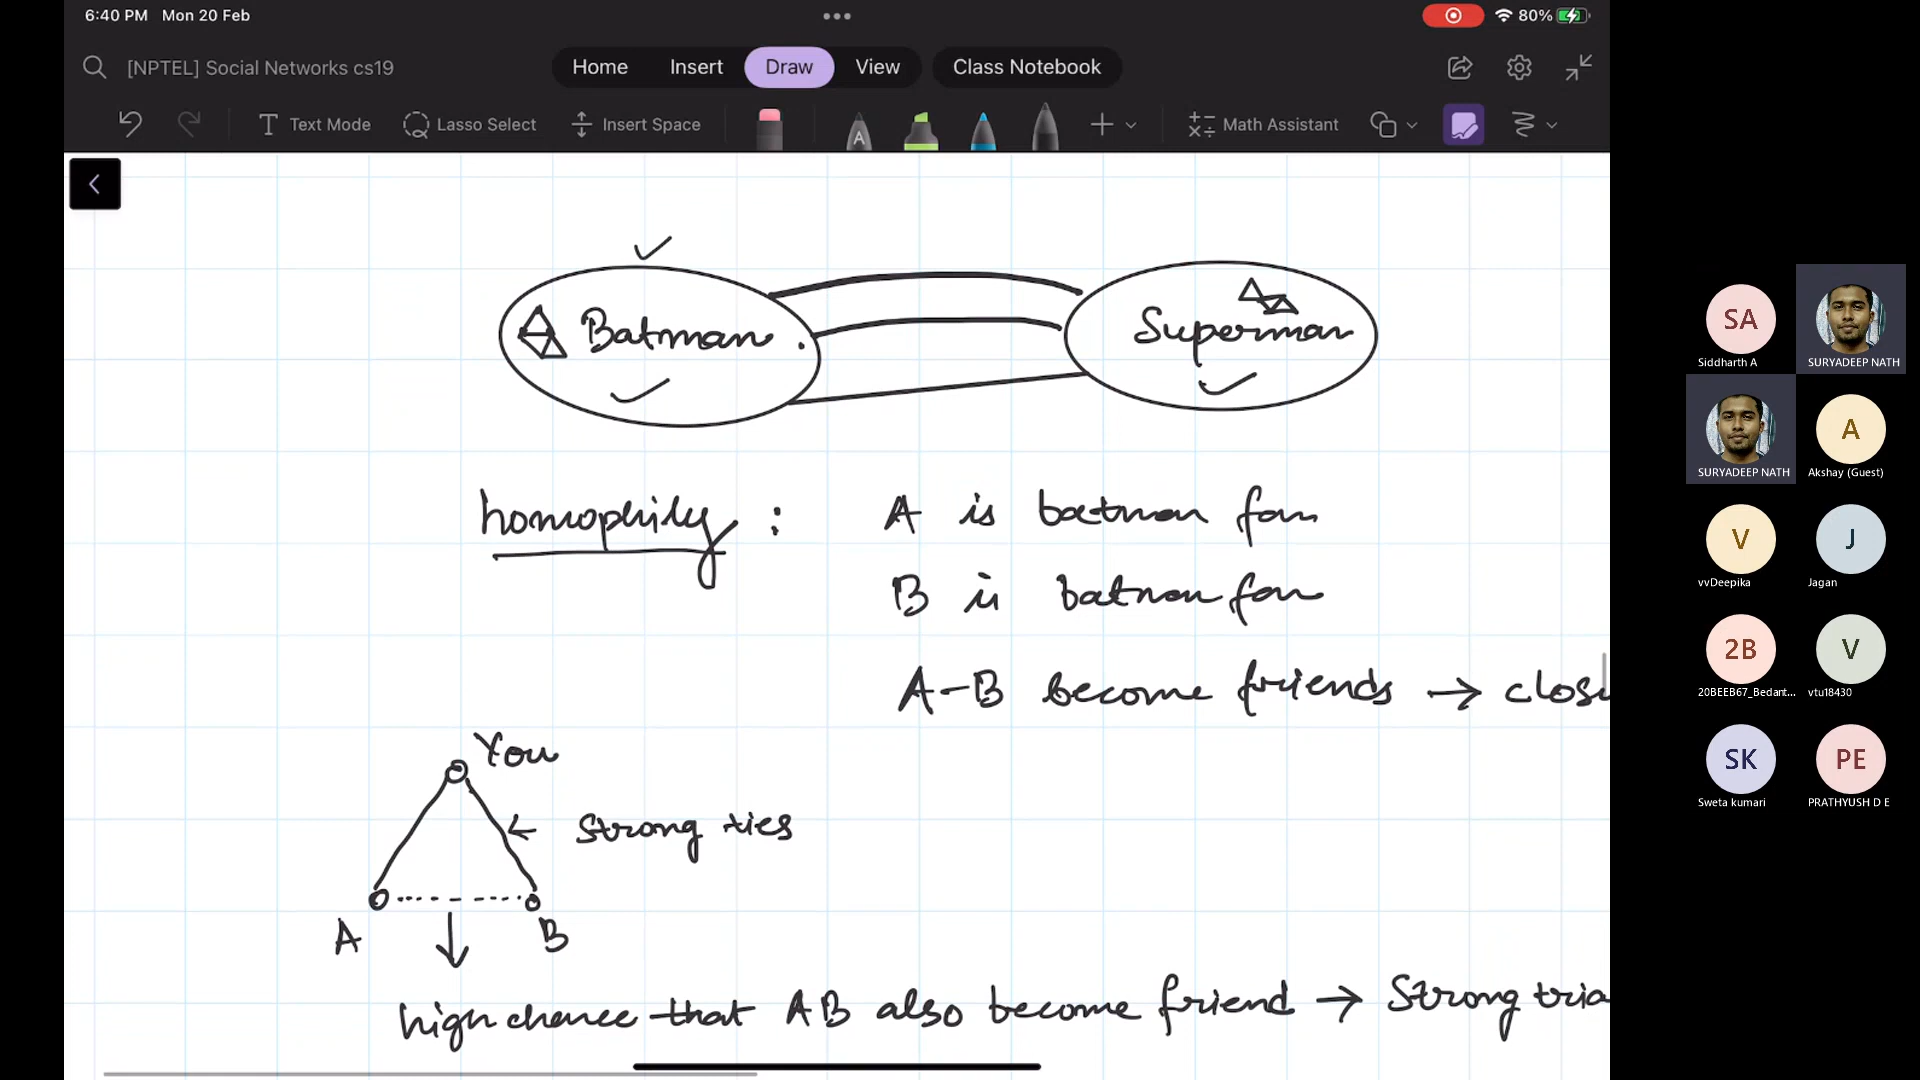 6:40 PM Mon 20 Feb
80%
[NPTEL] Social Networks cs19
Home Insert Draw View Class Notebook
Text Mode Lasso Select Insert Space Math Assistant
Batman. Superman
homophily : A is batman fan
B is batman fan
A-B become friends → closu
You
Strong ties
A B
high chance that AB also become friend → Strong tria
SA
Siddharth A
SURYADEEP NATH
SURYADEEP NATH
A
Akshay (Guest)
V
vvDeepika
J
Jagan
2B
20BEEB67_Bedant...
V
vtu18430
SK
Sweta kumari
PE
PRATHYUSH D E